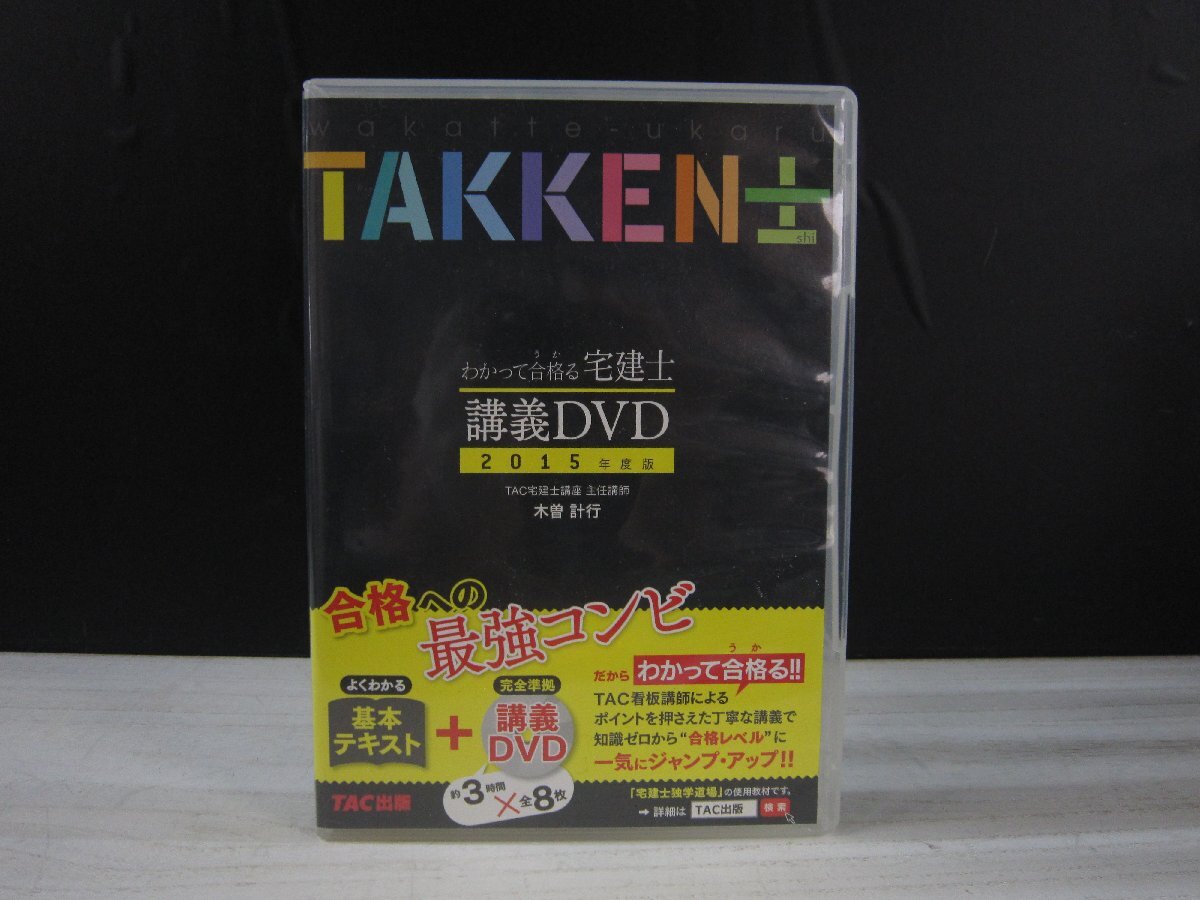 wakatte-ukaru
TAKKEN士
shi
うか
わかって合格る 宅建士
講義DVD
2015年度版
TAC宅建士講座 主任講師
木曽 計行
合格への
最強コンビ
よくわかる
基本
テキスト
+
完全準拠
講義
DVD
約3時間×全8枚
TAC出版
うか
だから わかって合格る!!
TAC看板講師による
ポイントを押さえた丁寧な講義で
知識ゼロから“合格レベル”に
一気にジャンプ・アップ!!
「宅建士独学道場」の使用教材です。
→ 詳細は TAC出版 検索